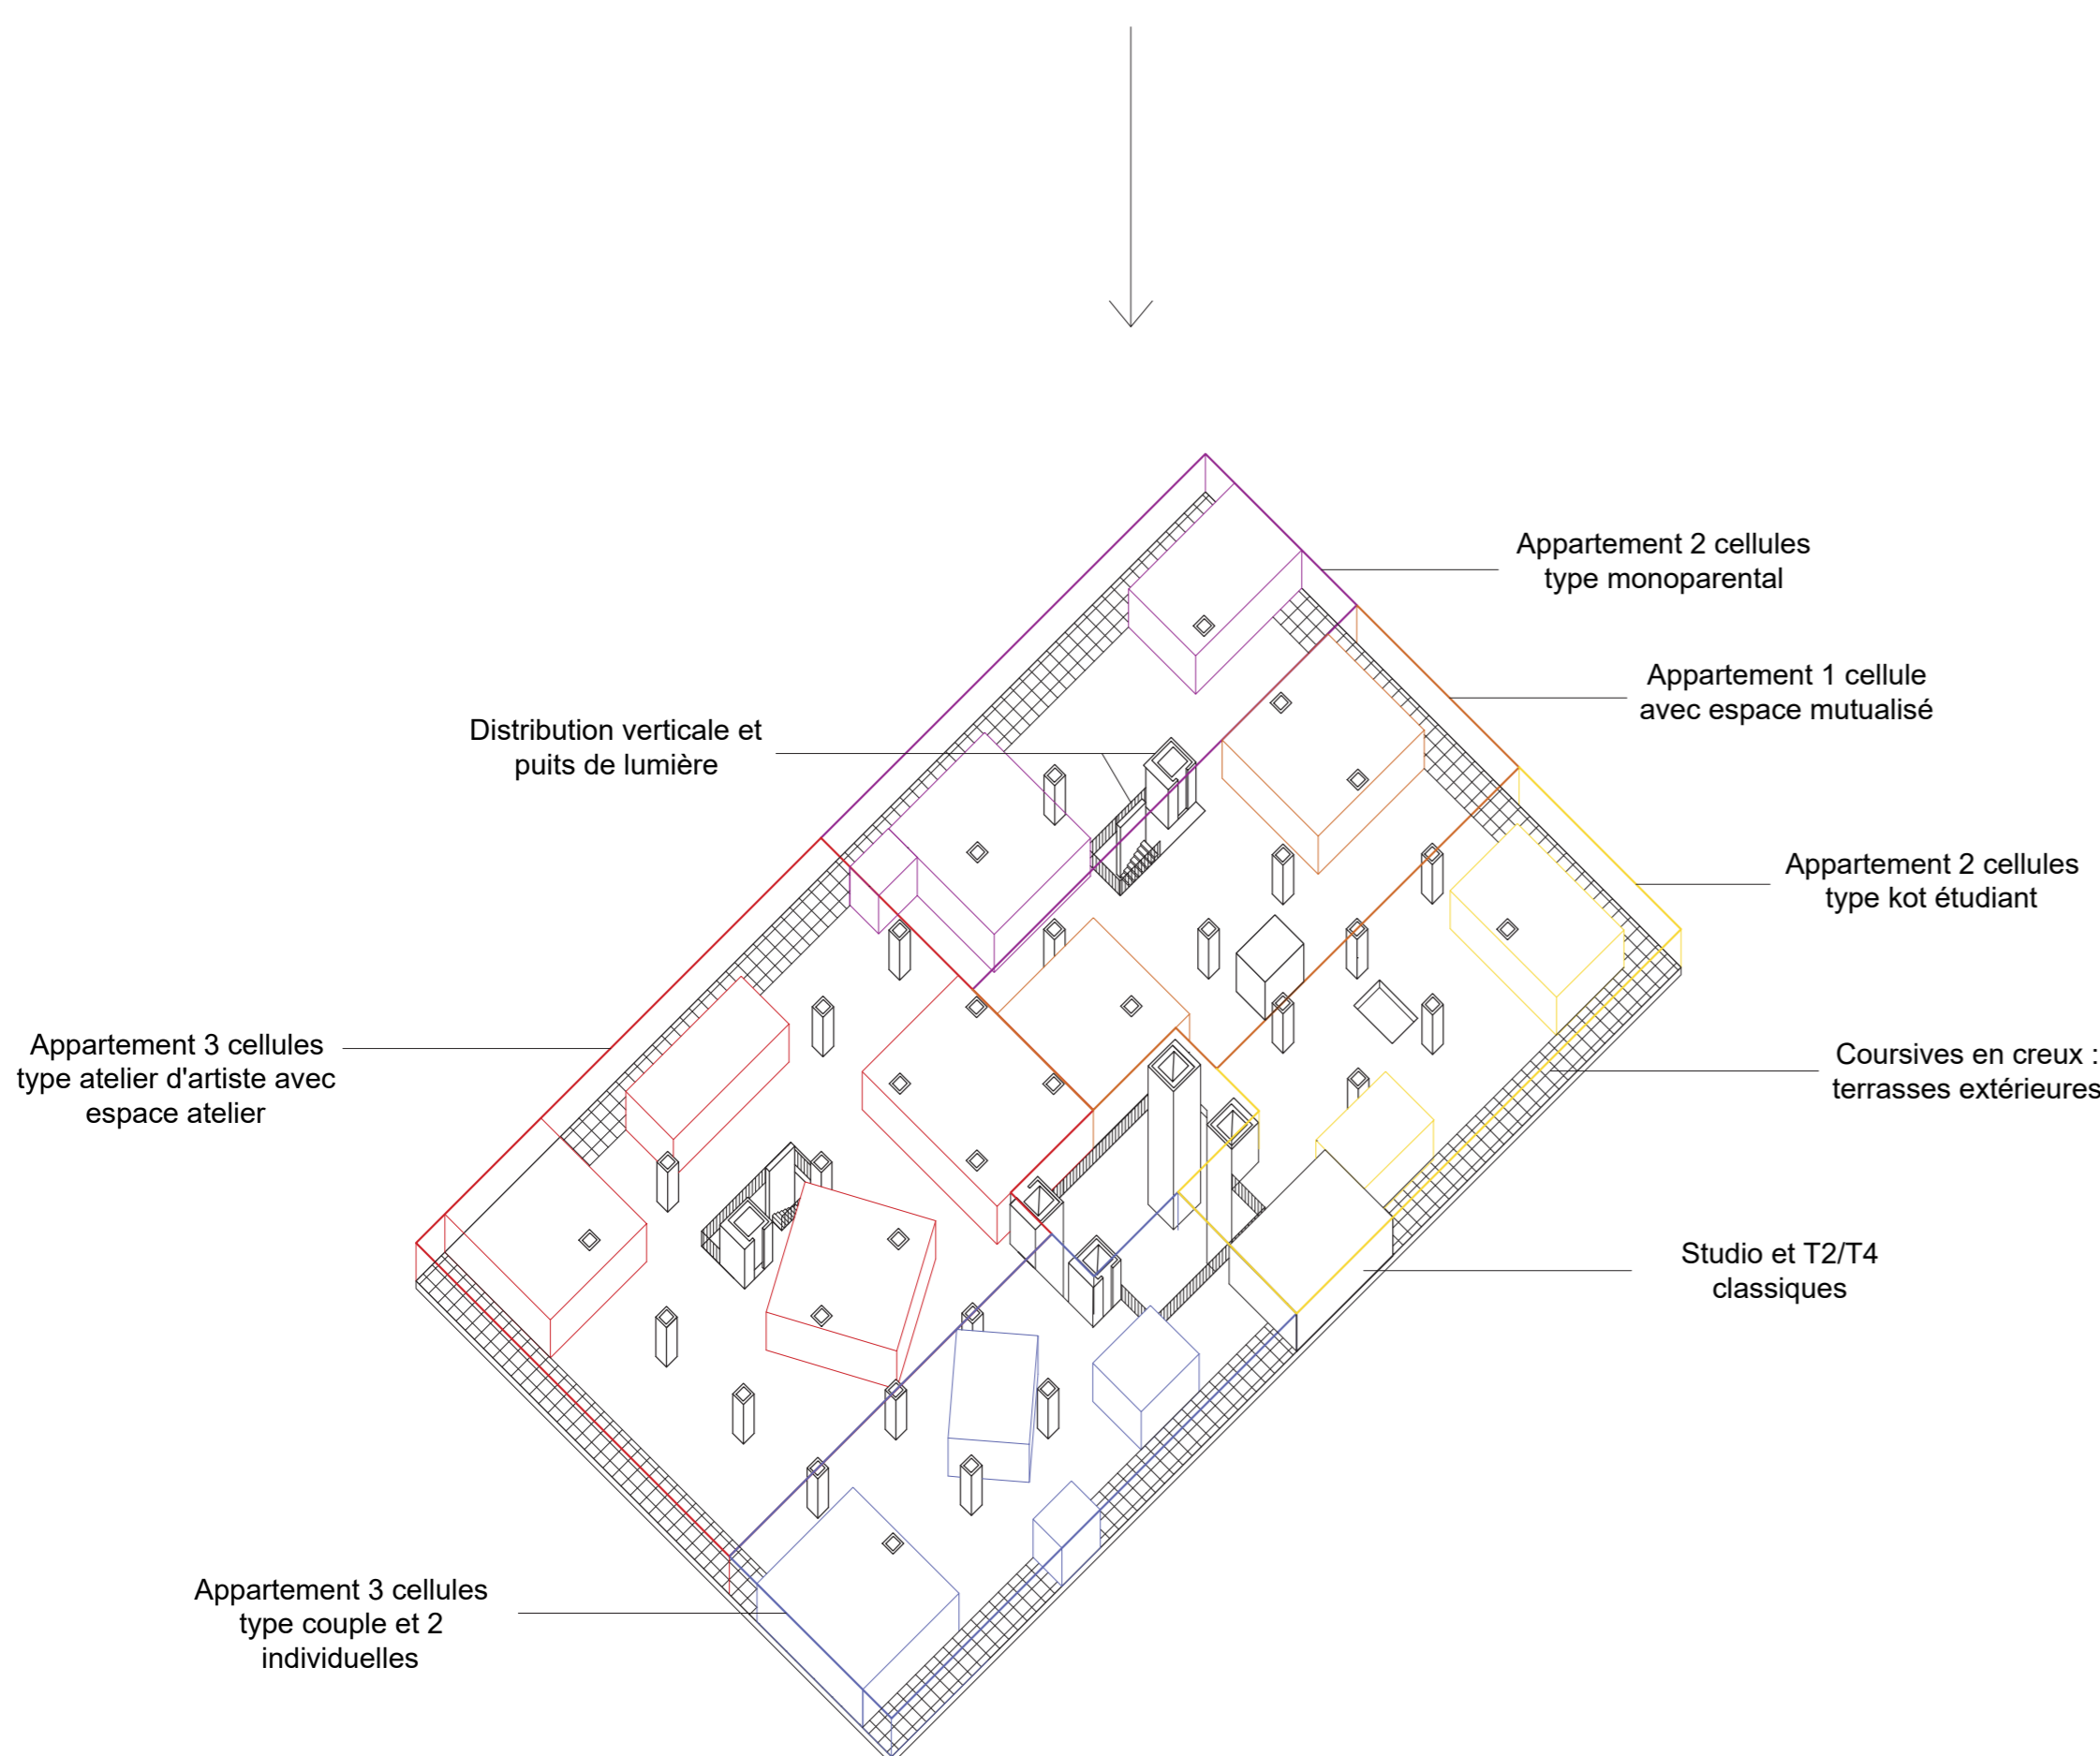 Appartement 2 cellules
type monoparental
Appartement 1 cellule
avec espace mutualisé
Distribution verticale et
puits de lumière
Appartement 2 cellules
type kot étudiant
Appartement 3 cellules
type atelier d'artiste avec
espace atelier
Coursives en creux :
terrasses extérieures
Studio et T2/T4
classiques
Appartement 3 cellules
type couple et 2
individuelles